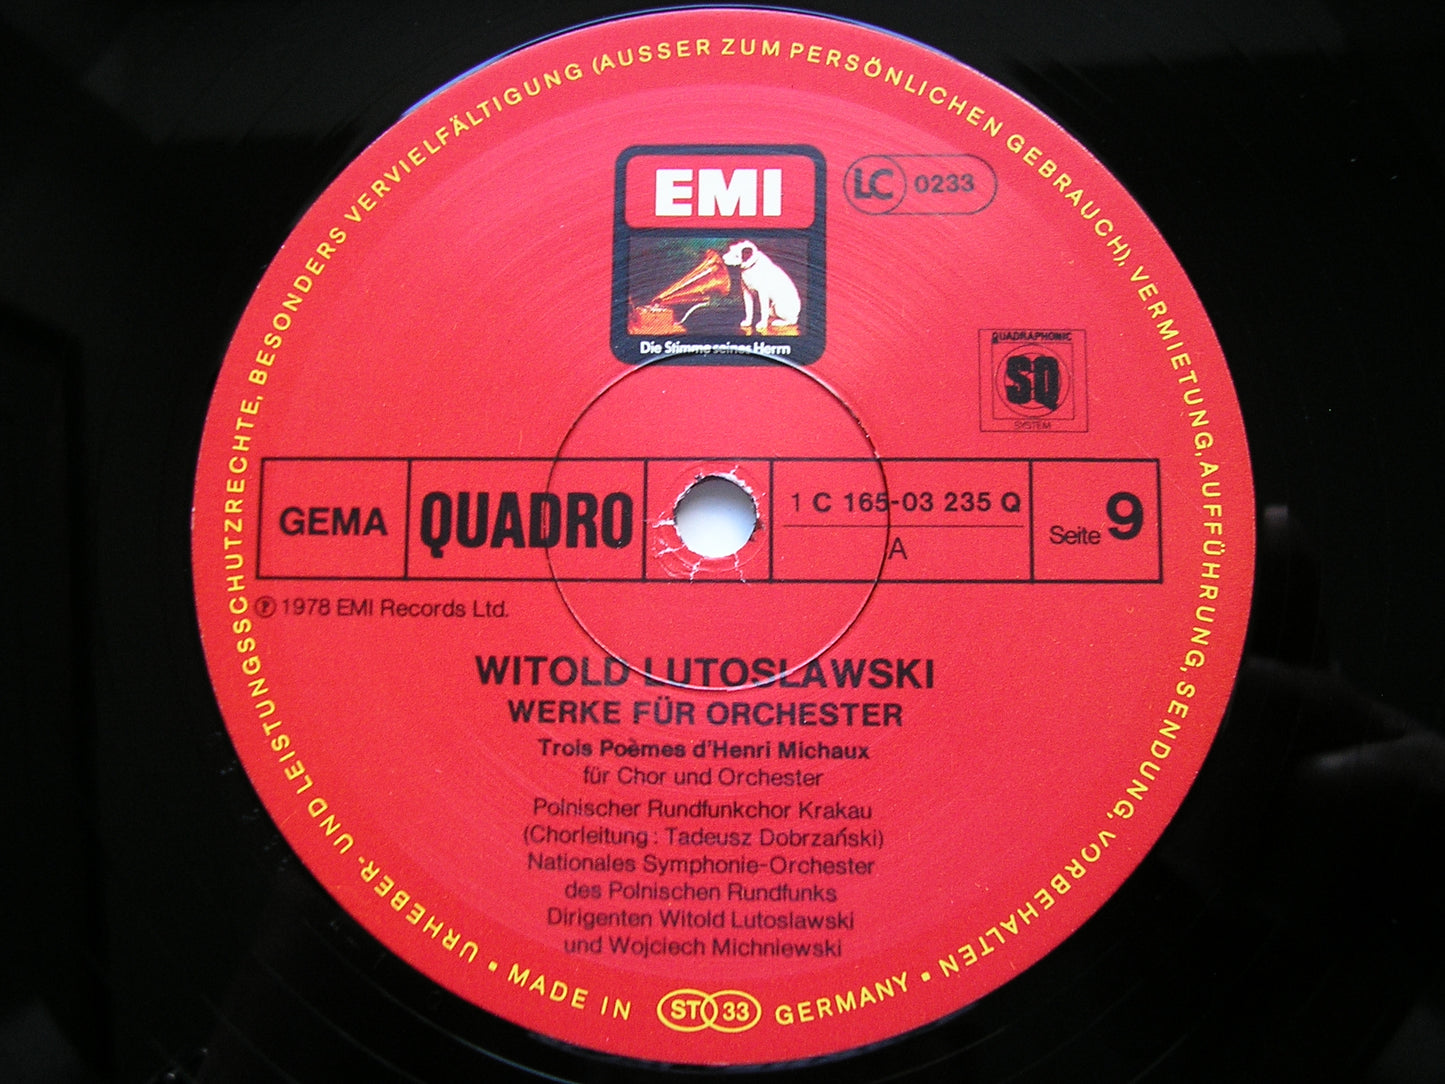 URHEBER- UND LEISTUNGSSCHUTZRECHTE, BESONDERS VERVIELFÄLTIGUNG (AUSSER ZUM PERSÖNLICHEN GEBRAUCH), VERMIETUNG, AUFFÜHRUNG, SENDUNG, VORBEHALTEN
EMI
LC 0233
Die Stimme seines Herrn
QUADRAPHONIC
SQ
SYSTEM
GEMA
QUADRO
1 C 165-03 235 Q
A
Seite 9
℗ 1978 EMI Records Ltd.
WITOLD LUTOSLAWSKI
WERKE FÜR ORCHESTER
Trois Poèmes d'Henri Michaux
für Chor und Orchester
Polnischer Rundfunkchor Krakau
(Chorleitung: Tadeusz Dobrzański)
Nationales Symphonie-Orchester
des Polnischen Rundfunks
Dirigenten Witold Lutoslawski
und Wojciech Michniewski
• MADE IN ST 33 GERMANY •